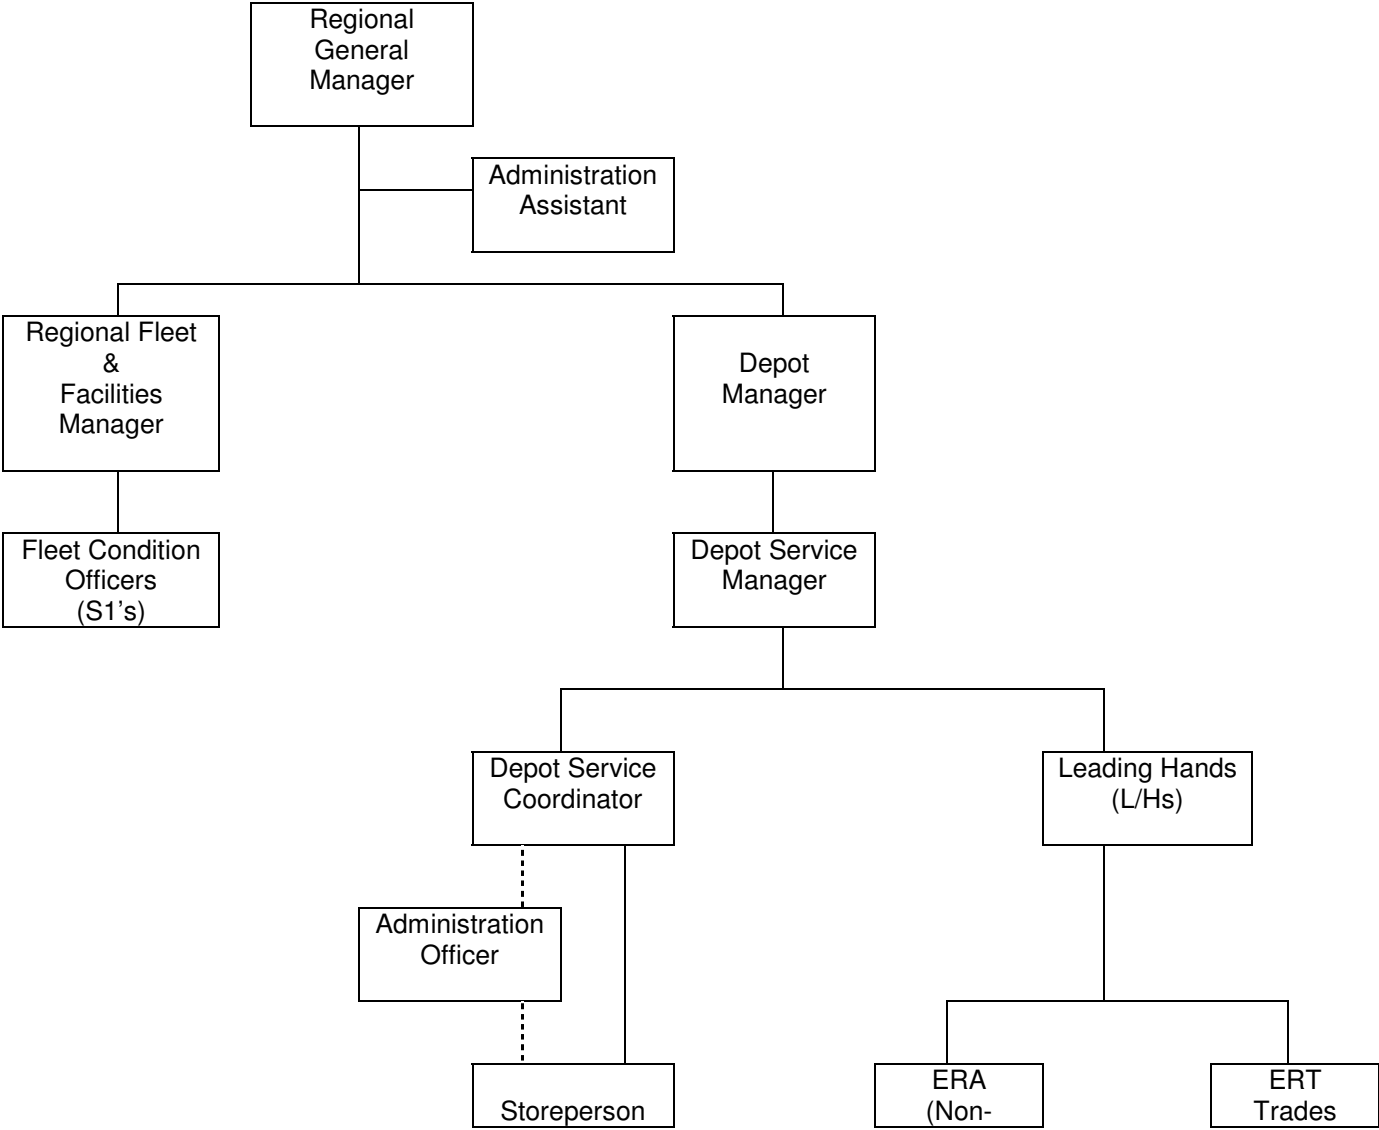 Regional
General
Manager
Administration
Assistant
Regional Fleet
&
Facilities
Manager
Depot
Manager
Fleet Condition
Officers
(S1’s)
Depot Service
Manager
Depot Service
Coordinator
Leading Hands
(L/Hs)
Administration
Officer
Storeperson
ERA
(Non-
ERT
Trades